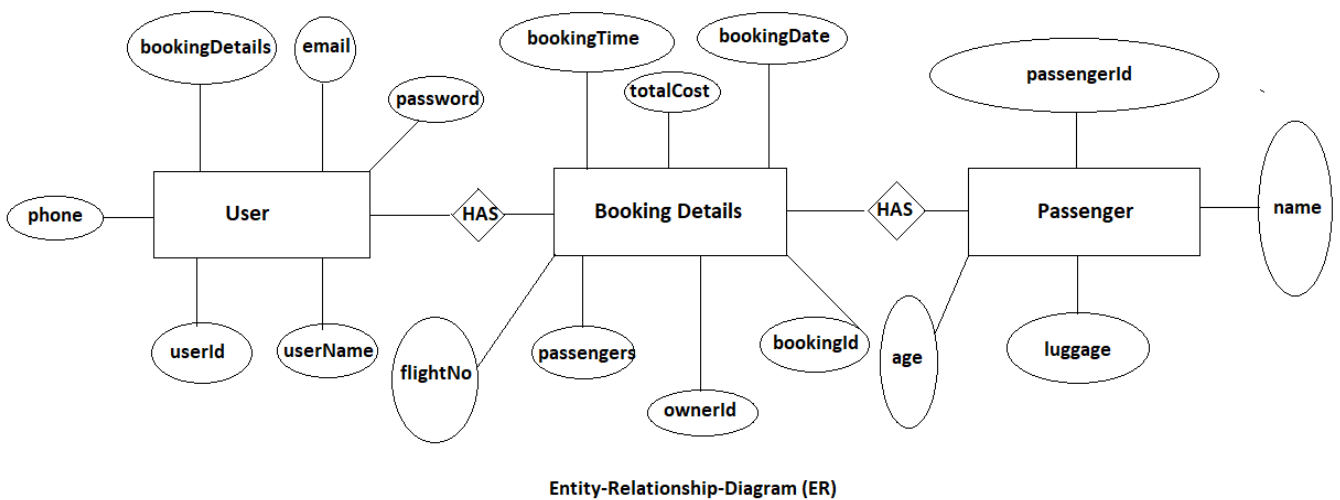 bookingDetails
email
bookingTime
bookingDate
passengerId
totalCost
password
phone
User
HAS
Booking Details
HAS
Passenger
name
userId
userName
flightNo
passengers
ownerId
bookingId
age
luggage
Entity-Relationship-Diagram (ER)